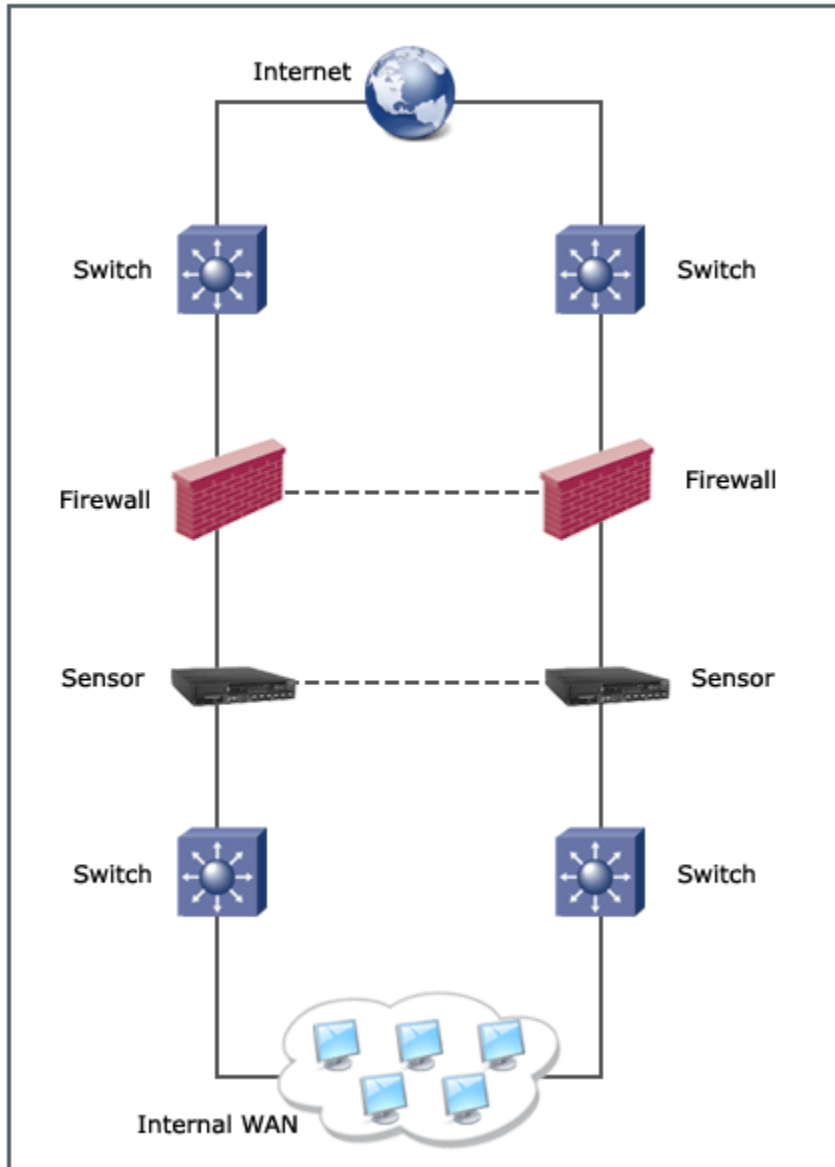 Internet
Switch
Switch
Firewall
Firewall
Sensor
Sensor
Switch
Switch
Internal WAN